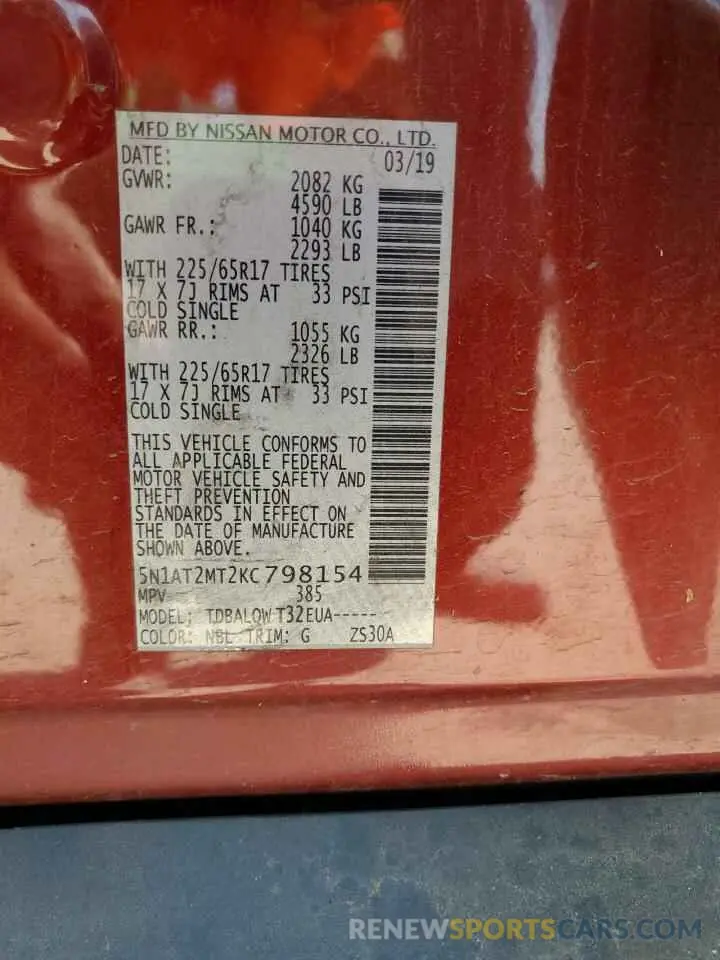 MFD BY NISSAN MOTOR CO., LTD.
DATE: 03/19
GVWR: 2082 KG
4590 LB
GAWR FR.: 1040 KG
2293 LB
WITH 225/65R17 TIRES
17 X 7J RIMS AT 33 PSI
COLD SINGLE
GAWR RR.: 1055 KG
2326 LB
WITH 225/65R17 TIRES
17 X 7J RIMS AT 33 PSI
COLD SINGLE
THIS VEHICLE CONFORMS TO
ALL APPLICABLE FEDERAL
MOTOR VEHICLE SAFETY AND
THEFT PREVENTION
STANDARDS IN EFFECT ON
THE DATE OF MANUFACTURE
SHOWN ABOVE.
5N1AT2MT2KC798154
MPV 385
MODEL: TDBALOWT32EUA-----
COLOR: NBL TRIM: G ZS30A
RENEWSPORTSCARS.COM